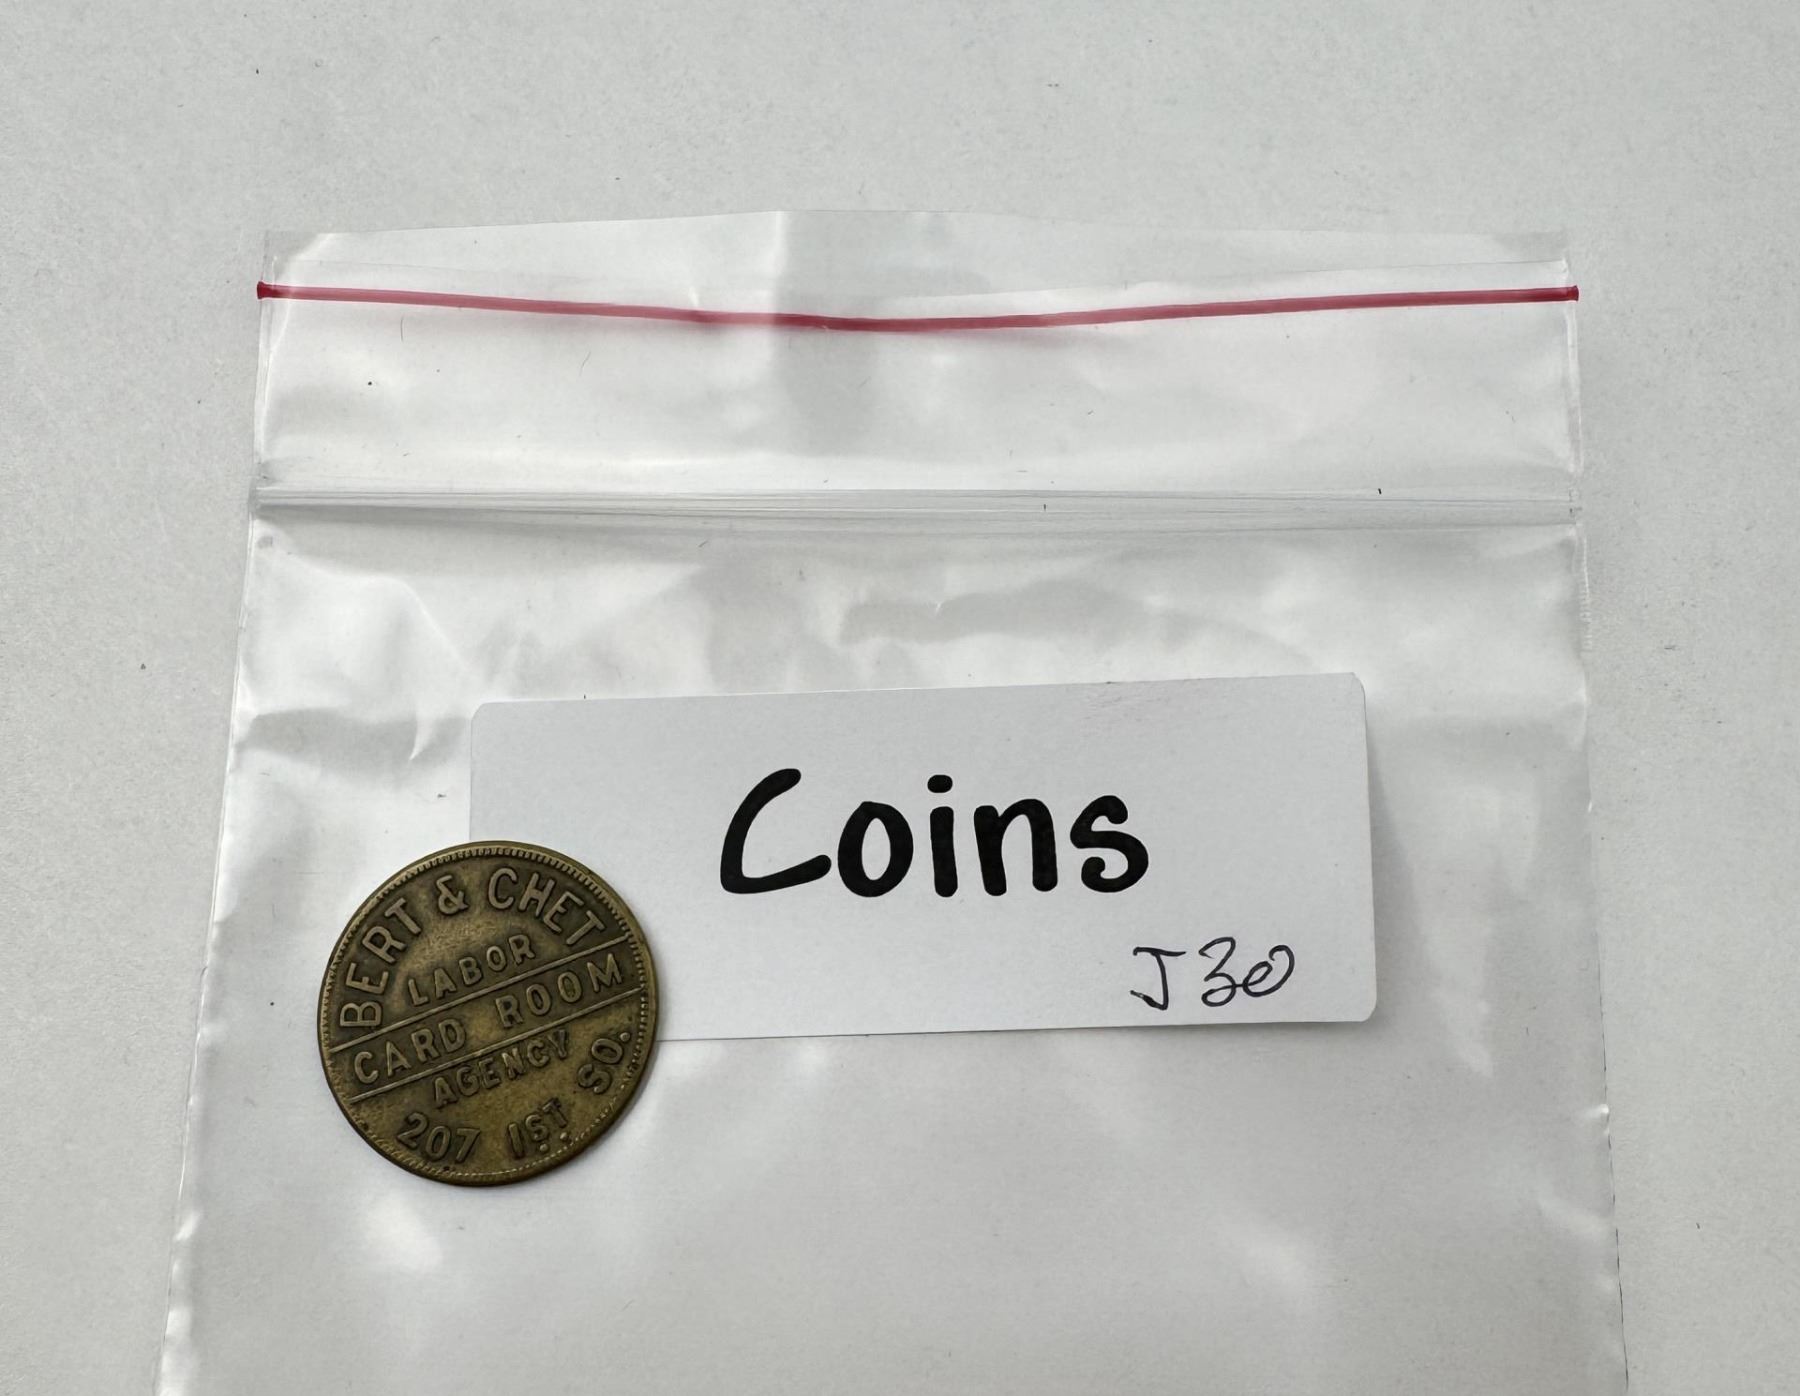 Coins
J30
BERT & CHET
LABOR
CARD ROOM
AGENCY
207 1ST SO.